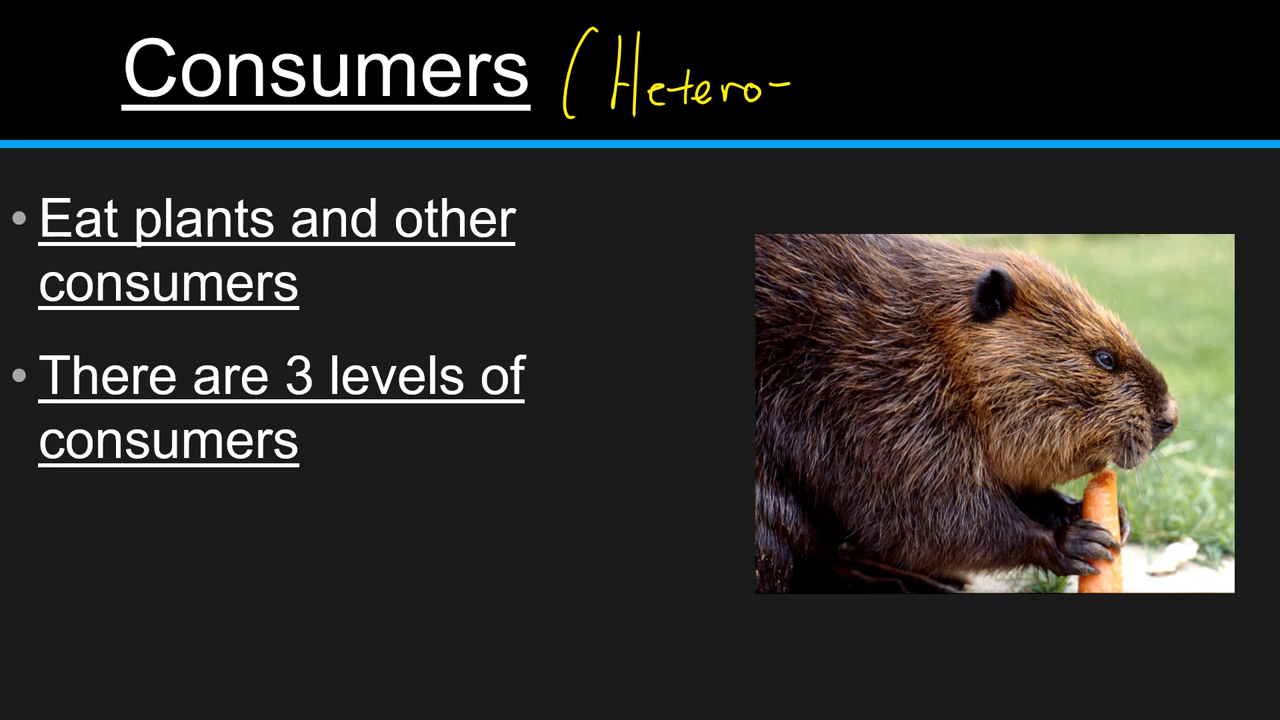 Consumers (Hetero-
• Eat plants and other
consumers
• There are 3 levels of
consumers